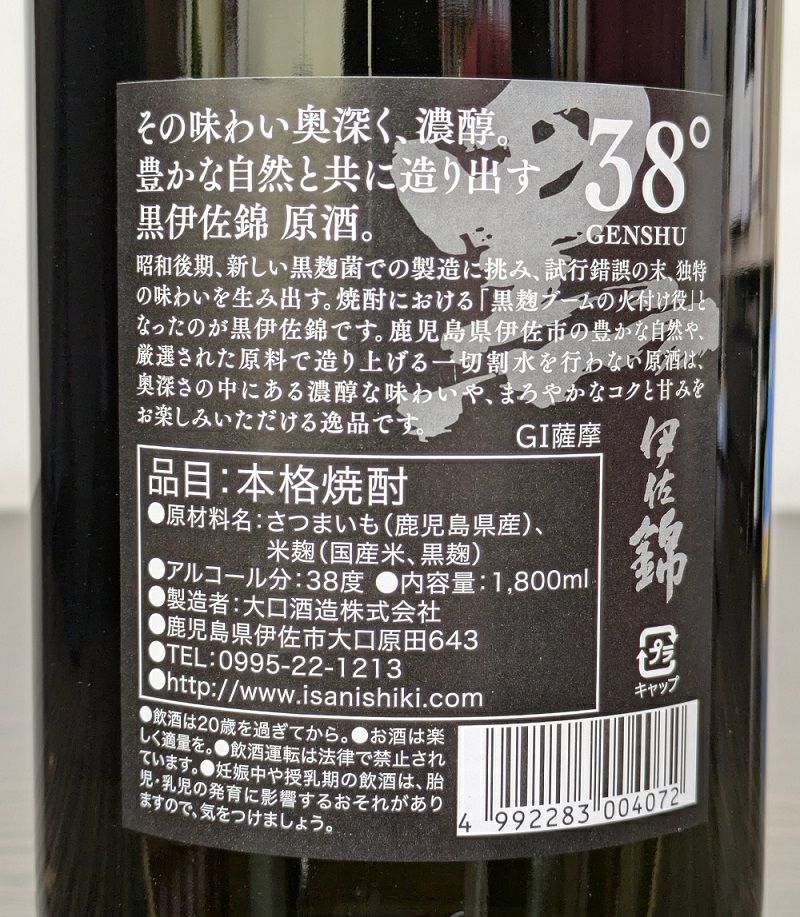 その味わい奥深く、濃醇。
豊かな自然と共に造り出す
黒伊佐錦 原酒。
38°
GENSHU
昭和後期、新しい黒麹菌での製造に挑み、試行錯誤の末、独特
の味わいを生み出す。焼酎における「黒麹ブームの火付け役」と
なったのが黒伊佐錦です。鹿児島県伊佐市の豊かな自然や、
厳選された原料で造り上げる一切割水を行わない原酒は、
奥深さの中にある濃醇な味わいや、まろやかなコクと甘みを
お楽しみいただける逸品です。
GI薩摩
伊佐錦
品目:本格焼酎
●原材料名:さつまいも(鹿児島県産)、
米麹(国産米、黒麹)
●アルコール分:38度 ●内容量:1,800ml
●製造者:大口酒造株式会社
●鹿児島県伊佐市大口原田643
●TEL:0995-22-1213
●http://www.isanishiki.com
プラ
キャップ
●飲酒は20歳を過ぎてから。●お酒は楽
しく適量を。●飲酒運転は法律で禁止され
ています。●妊娠中や授乳期の飲酒は、胎
児・乳児の発育に影響するおそれがあり
ますので、気をつけましょう。
4 992283 004072